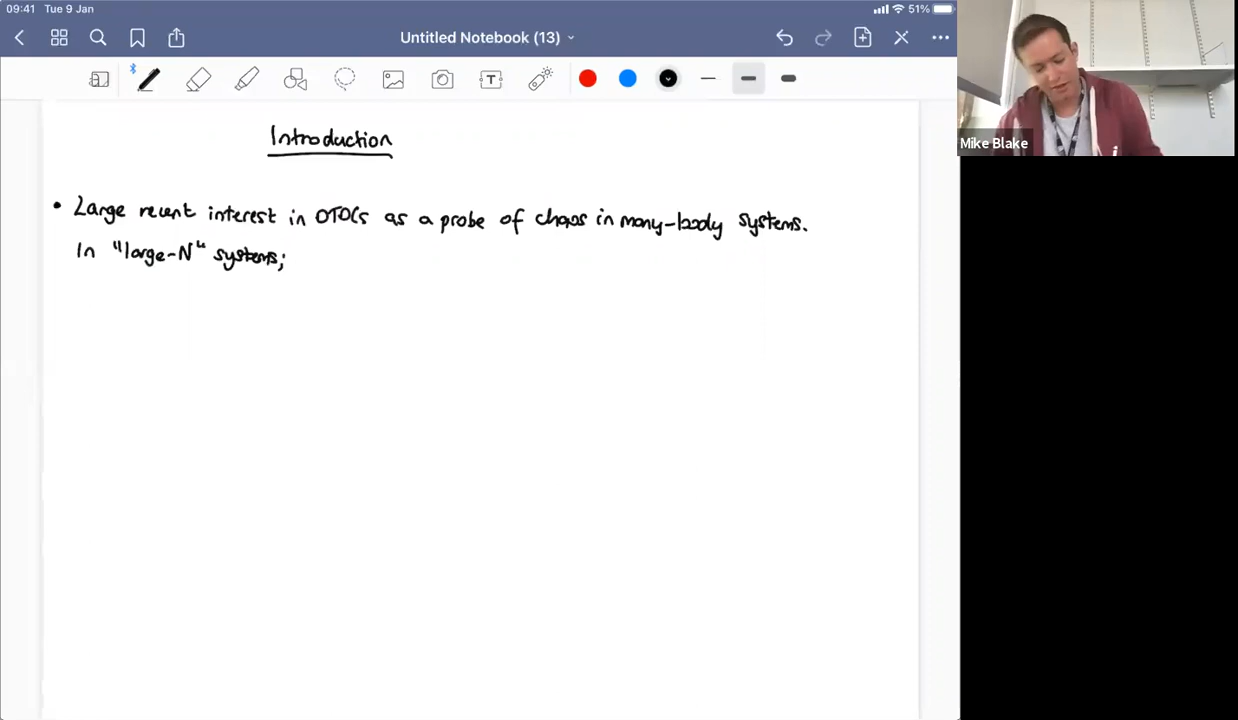 09:41 Tue 9 Jan
51%
Untitled Notebook (13)
T
Mike Blake
Introduction
• Large recent interest in OTOCs as a probe of chaos in many-body systems.
In "large-N" systems;